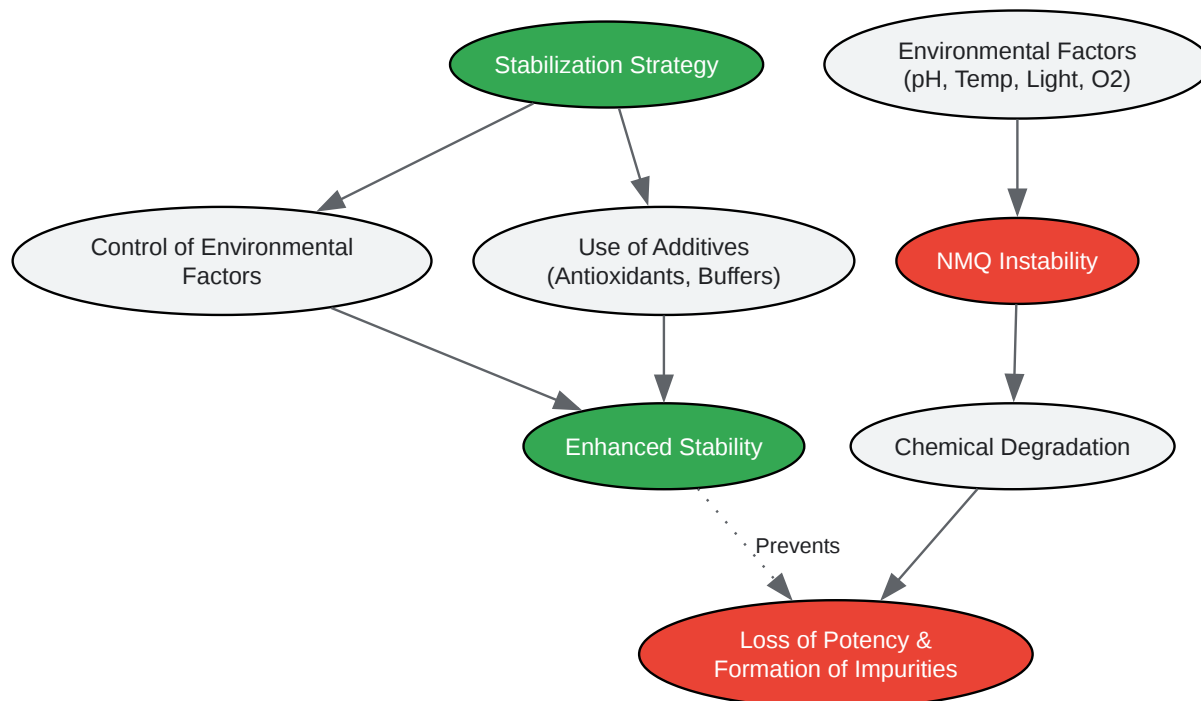 Stabilization Strategy
Environmental Factors
(pH, Temp, Light, O2)
Control of Environmental
Factors
Use of Additives
(Antioxidants, Buffers)
NMQ Instability
Enhanced Stability
Chemical Degradation
Prevents
Loss of Potency &
Formation of Impurities